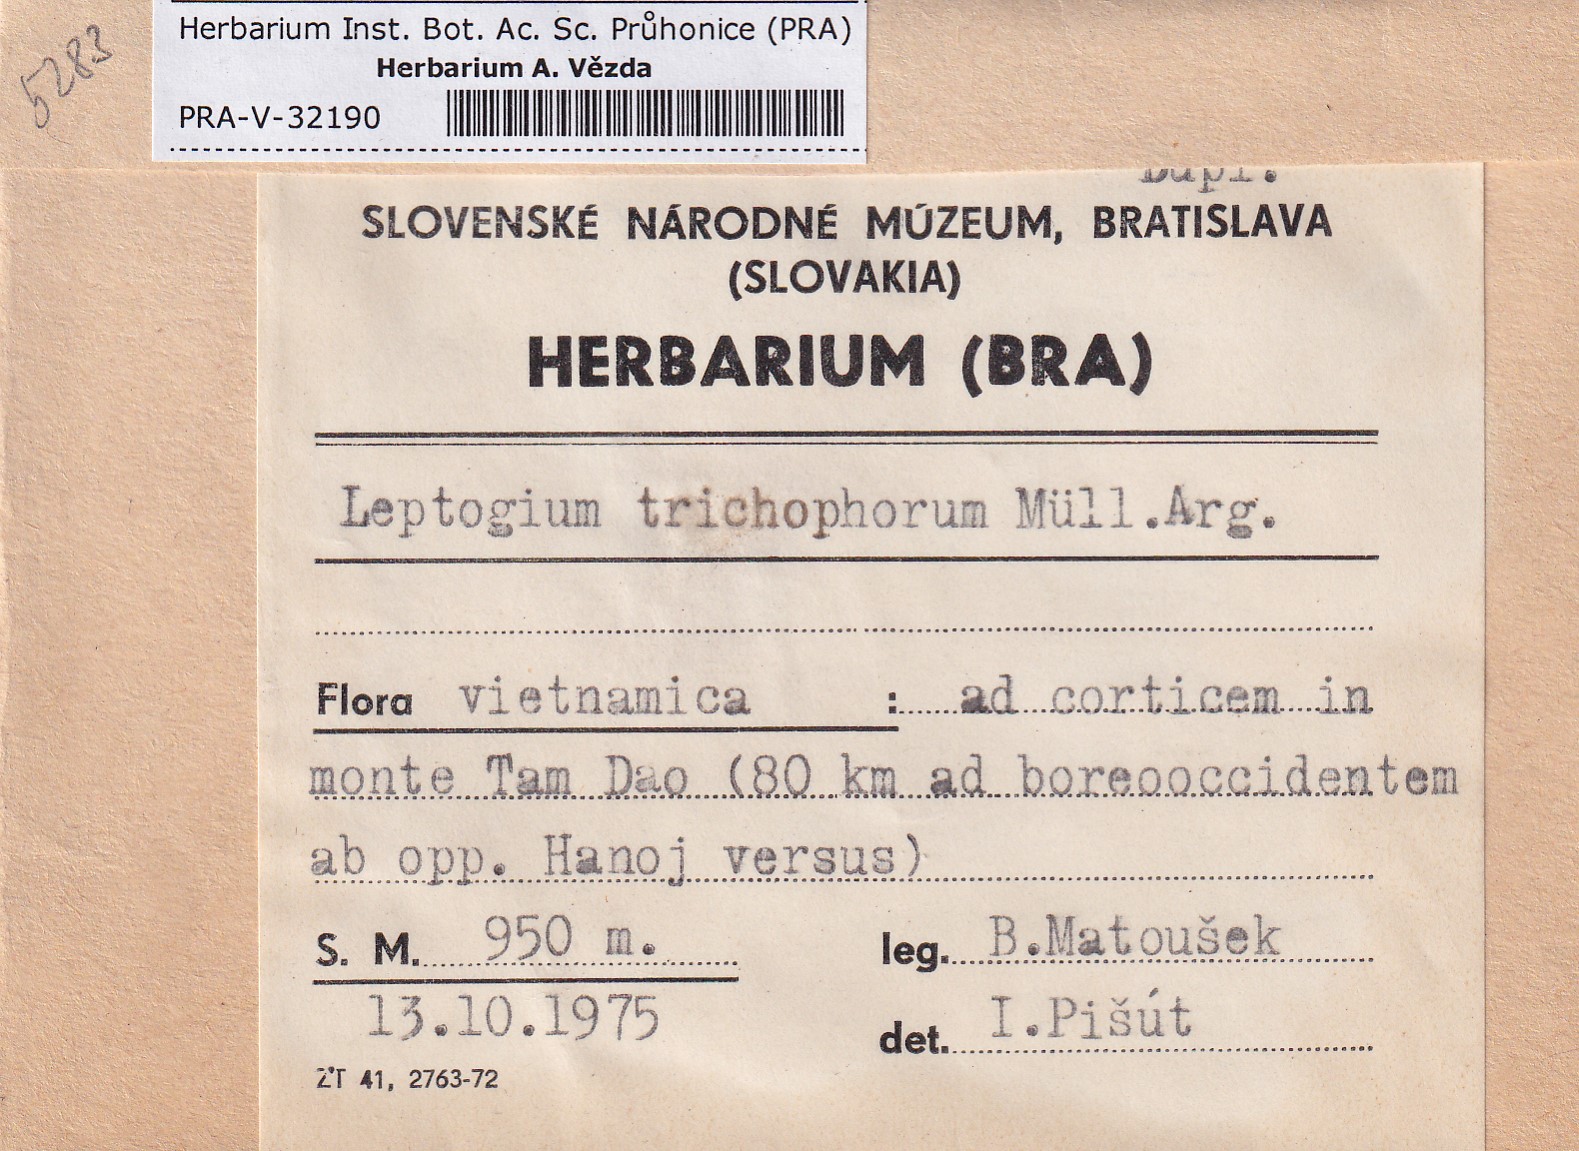 5283
Herbarium Inst. Bot. Ac. Sc. Průhonice (PRA)
Herbarium A. Vězda
PRA-V-32190
Dupl.
SLOVENSKÉ NÁRODNÉ MÚZEUM, BRATISLAVA
(SLOVAKIA)
HERBARIUM (BRA)
Leptogium trichophorum Müll.Arg.
Flora vietnamica : ad corticem in
monte Tam Dao (80 km ad boreooccidentem
ab opp. Hanoj versus)
S. M. 950 m. leg. B.Matoušek
13.10.1975 det. I.Pišút
ZT 41, 2763-72